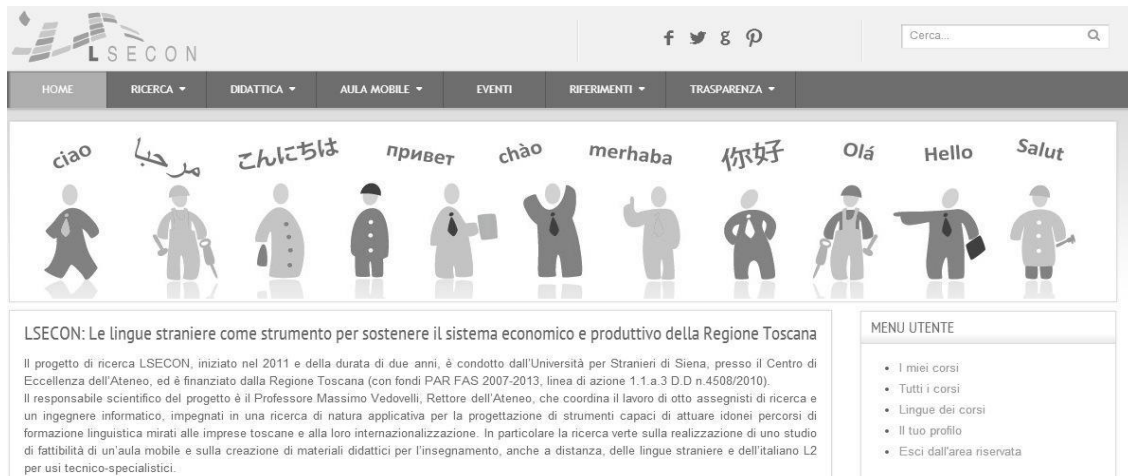 LSECON
Cerca...
HOME RICERCA DIDATTICA AULA MOBILE EVENTI RIFERIMENTI TRASPARENZA
ciao مرحبا こんにちは привет chào merhaba 你好 Olá Hello Salut
LSECON: Le lingue straniere come strumento per sostenere il sistema economico e produttivo della Regione Toscana
Il progetto di ricerca LSECON, iniziato nel 2011 e della durata di due anni, è condotto dall'Università per Stranieri di Siena, presso il Centro di
Eccellenza dell'Ateneo, ed é finanziato dalla Regione Toscana (con fondi PAR FAS 2007-2013, linea di azione 1.1.a.3 D.D n.4508/2010).
Il responsabile scientifico del progetto è il Professore Massimo Vedovelli, Rettore dell'Ateneo, che coordina il lavoro di otto assegnisti di ricerca e
un ingegnere informatico, impegnati in una ricerca di natura applicativa per la progettazione di strumenti capaci di attuare idonei percorsi di
formazione linguistica mirati alle imprese toscane e alla loro internazionalizzazione. In particolare la ricerca verte sulla realizzazione di uno studio
di fattibilità di un'aula mobile e sulla creazione di materiali didattici per l'insegnamento, anche a distanza, delle lingue straniere e dell'italiano L2
per usi tecnico-specialistici.
MENU UTENTE
I miei corsi
Tutti i corsi
Lingue dei corsi
Il tuo profilo
Esci dall'area riservata